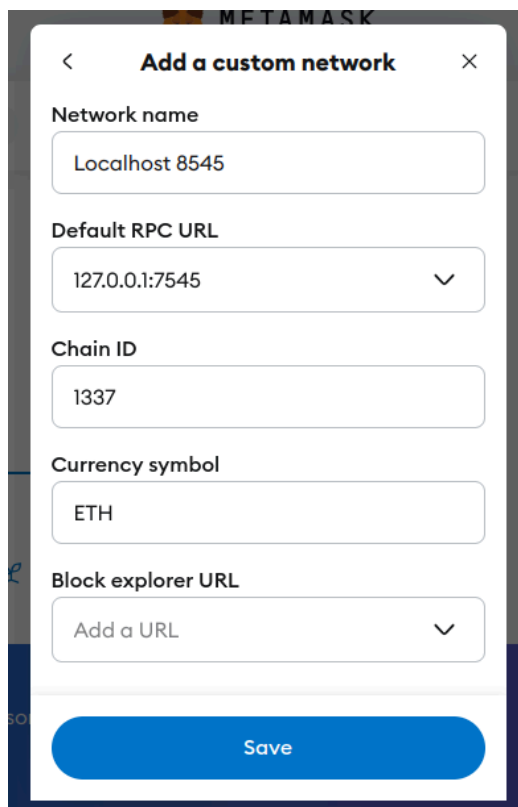 METAMASK
Add a custom network
Network name
Localhost 8545
Default RPC URL
127.0.0.1:7545
Chain ID
1337
Currency symbol
ETH
Block explorer URL
Add a URL
Save